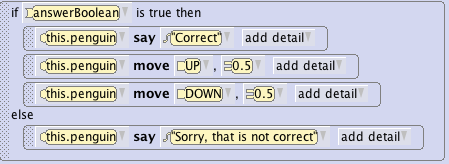 if answerBoolean is true then
this.penguin say "Correct" add detail
this.penguin move UP , 0.5 add detail
this.penguin move DOWN , 0.5 add detail
else
this.penguin say "Sorry, that is not correct" add detail